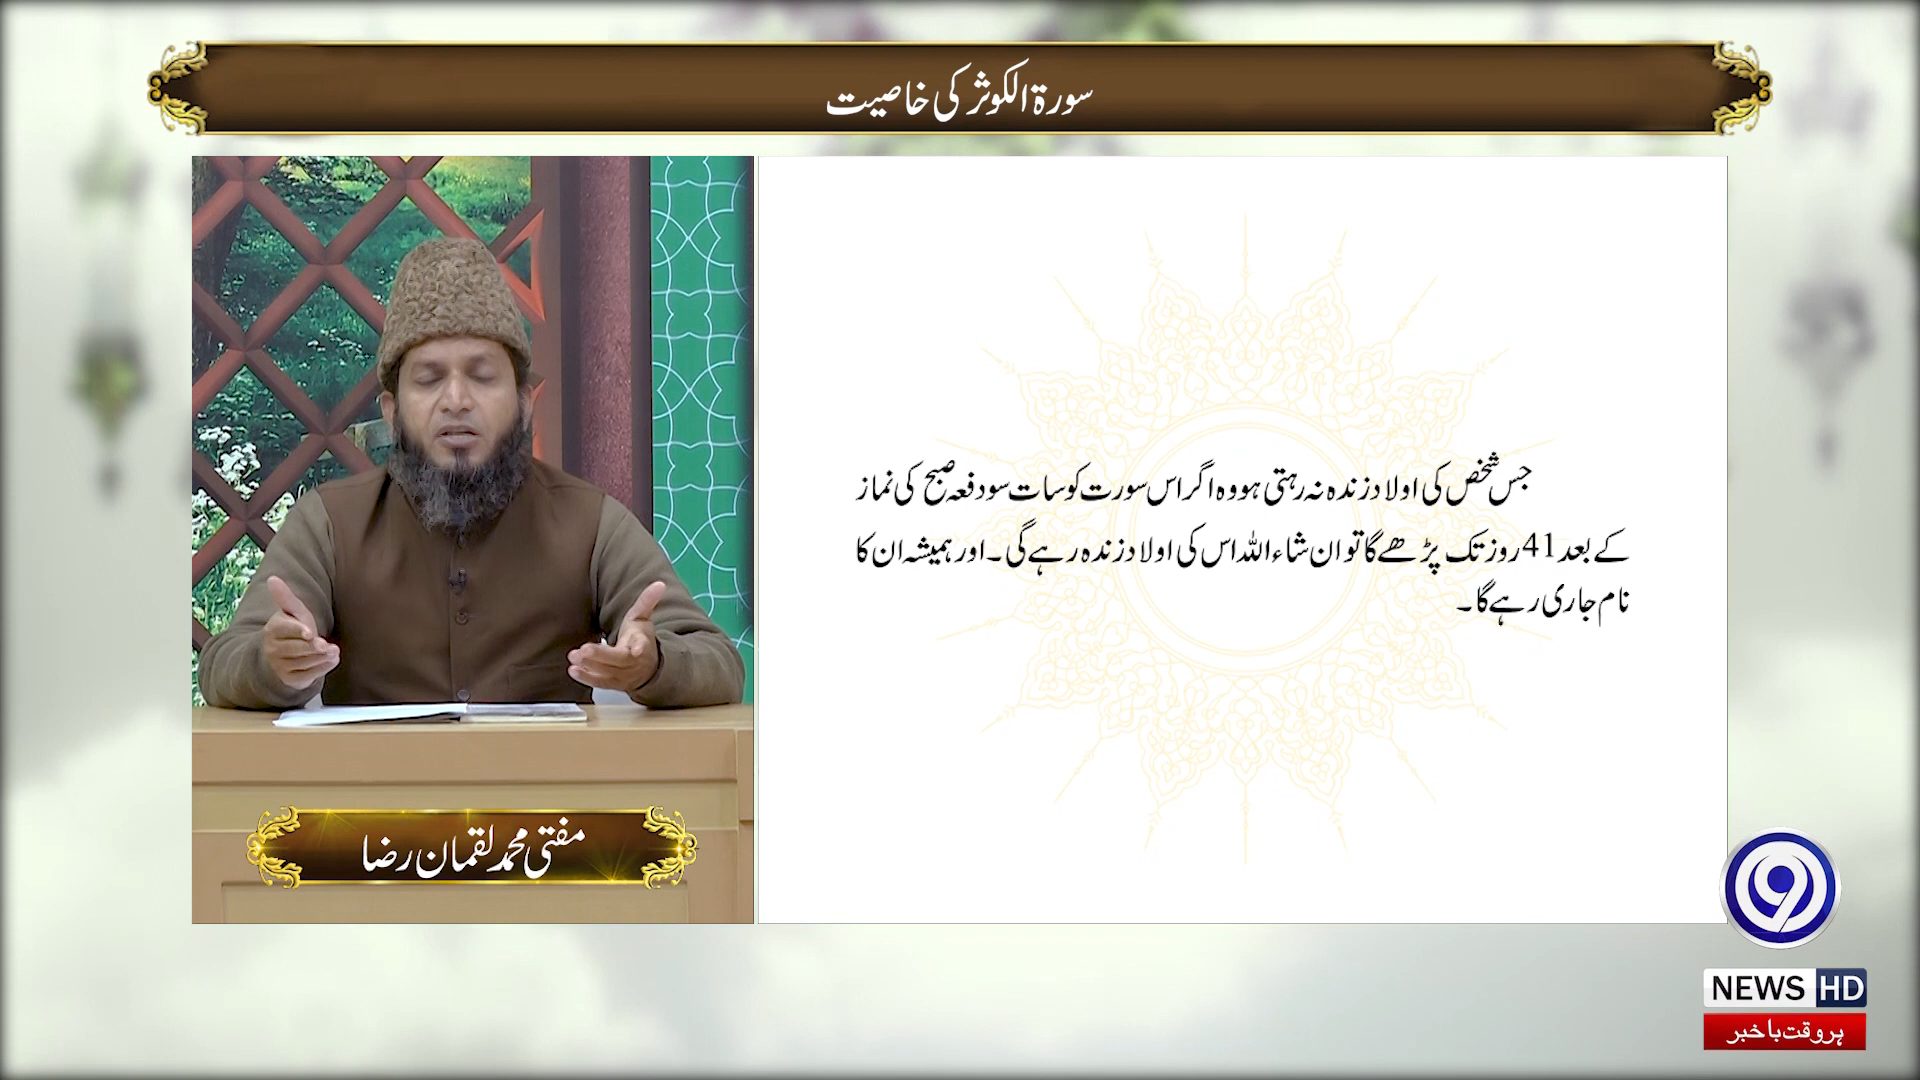 سورۃ الکوثر کی خاصیت
جس شخص کی اولاد زندہ نہ رہتی ہو وہ اگر اس سورت کو سات سو دفعہ صبح کی نماز
کے بعد 41 روز تک پڑھے گا تو ان شاء اللہ اس کی اولاد زندہ رہے گی۔ اور ہمیشہ ان کا
نام جاری رہے گا۔
مفتی محمد لقمان رضا
9
NEWS HD
ہر وقت باخبر